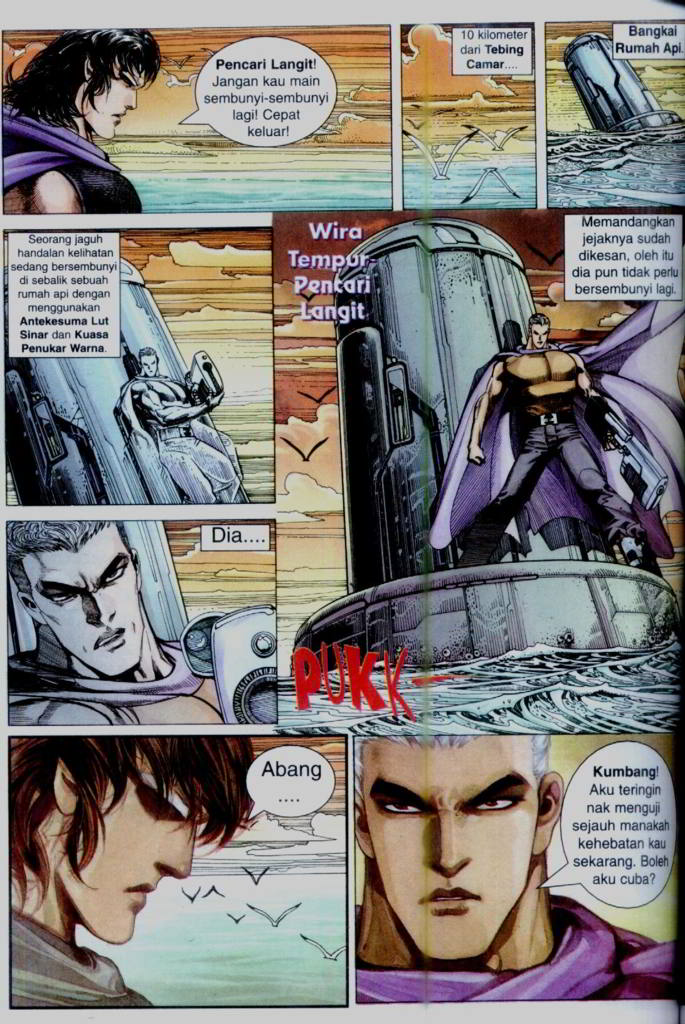 Pencari Langit!
Jangan kau main
sembunyi-sembunyi
lagi! Cepat
keluar!
10 kilometer
dari Tebing
Camar....
Bangkai
Rumah Api.
Seorang jaguh
handalan kelihatan
sedang bersembunyi
di sebalik sebuah
rumah api dengan
menggunakan
Antekesuma Lut
Sinar dan Kuasa
Penukar Warna.
Wira
Tempur-
Pencari
Langit
Memandangkan
jejaknya sudah
dikesan, oleh itu
dia pun tidak perlu
bersembunyi lagi.
Dia....
PUKK
Abang
....
Kumbang!
Aku teringin
nak menguji
sejauh manakah
kehebatan kau
sekarang. Boleh
aku cuba?